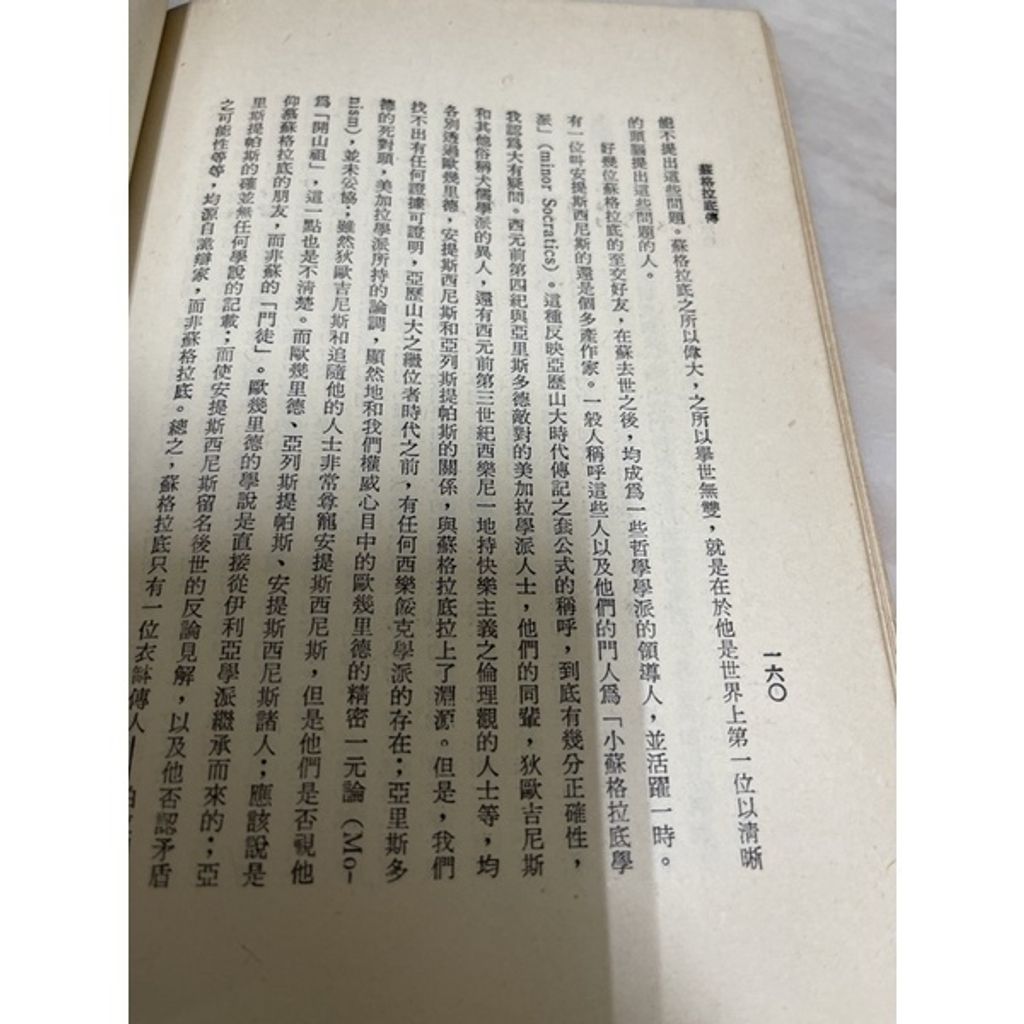 蘇格拉底傳
一六〇
能不提出這些問題。蘇格拉底之所以偉大，之所以舉世無雙，就是在於他是世界上第一位以清晰
的頭腦提出這些問題的人。
好幾位蘇格拉底的至交好友，在蘇去世之後，均成爲一些哲學學派的領導人，並活躍一時。
有一位叫安提斯西尼斯的還是個多產作家。一般人稱呼這些人以及他們的門人爲「小蘇格拉底學
派」（minor Socratics）。這種反映亞歷山大時代傳記之套公式的稱呼，到底有幾分正確性，
我認爲大有疑問。西元前第四紀與亞里斯多德敵對的美加拉學派人士，他們的同輩，狄歐吉尼斯
和其他俗稱犬儒學派的異人，還有西元前第三世紀西樂尼一地持快樂主義之倫理觀的人士等，均
各別透過歐幾里德，安提斯西尼斯和亞列斯提帕斯的關係，與蘇格拉底拉上了淵源。但是，我們
找不出有任何證據可證明，亞歷山大之繼位者時代之前，有任何西樂餒克學派的存在；亞里斯多
德的死對頭，美加拉學派所持的論調，顯然地和我們權威心目中的歐幾里德的精密一元論（Mo-
nism），並未妥協；雖然狄歐吉尼斯和追隨他的人士非常尊寵安提斯西尼斯，但是他們是否視他
爲「開山祖」，這一點也是不清楚。而歐幾里德、亞列斯提帕斯、安提斯西尼斯諸人；應該說是
仰慕蘇格拉底的朋友，而非蘇的「門徒」。歐幾里德的學說是直接從伊利亞學派繼承而來的；亞
里斯提帕斯的確並無任何學說的記載；而使安提斯西尼斯留名後世的反論見解，以及他否認矛盾
之可能性等等，均源自詭辯家，而非蘇格拉底。總之，蘇格拉底只有一位衣缽傳人—